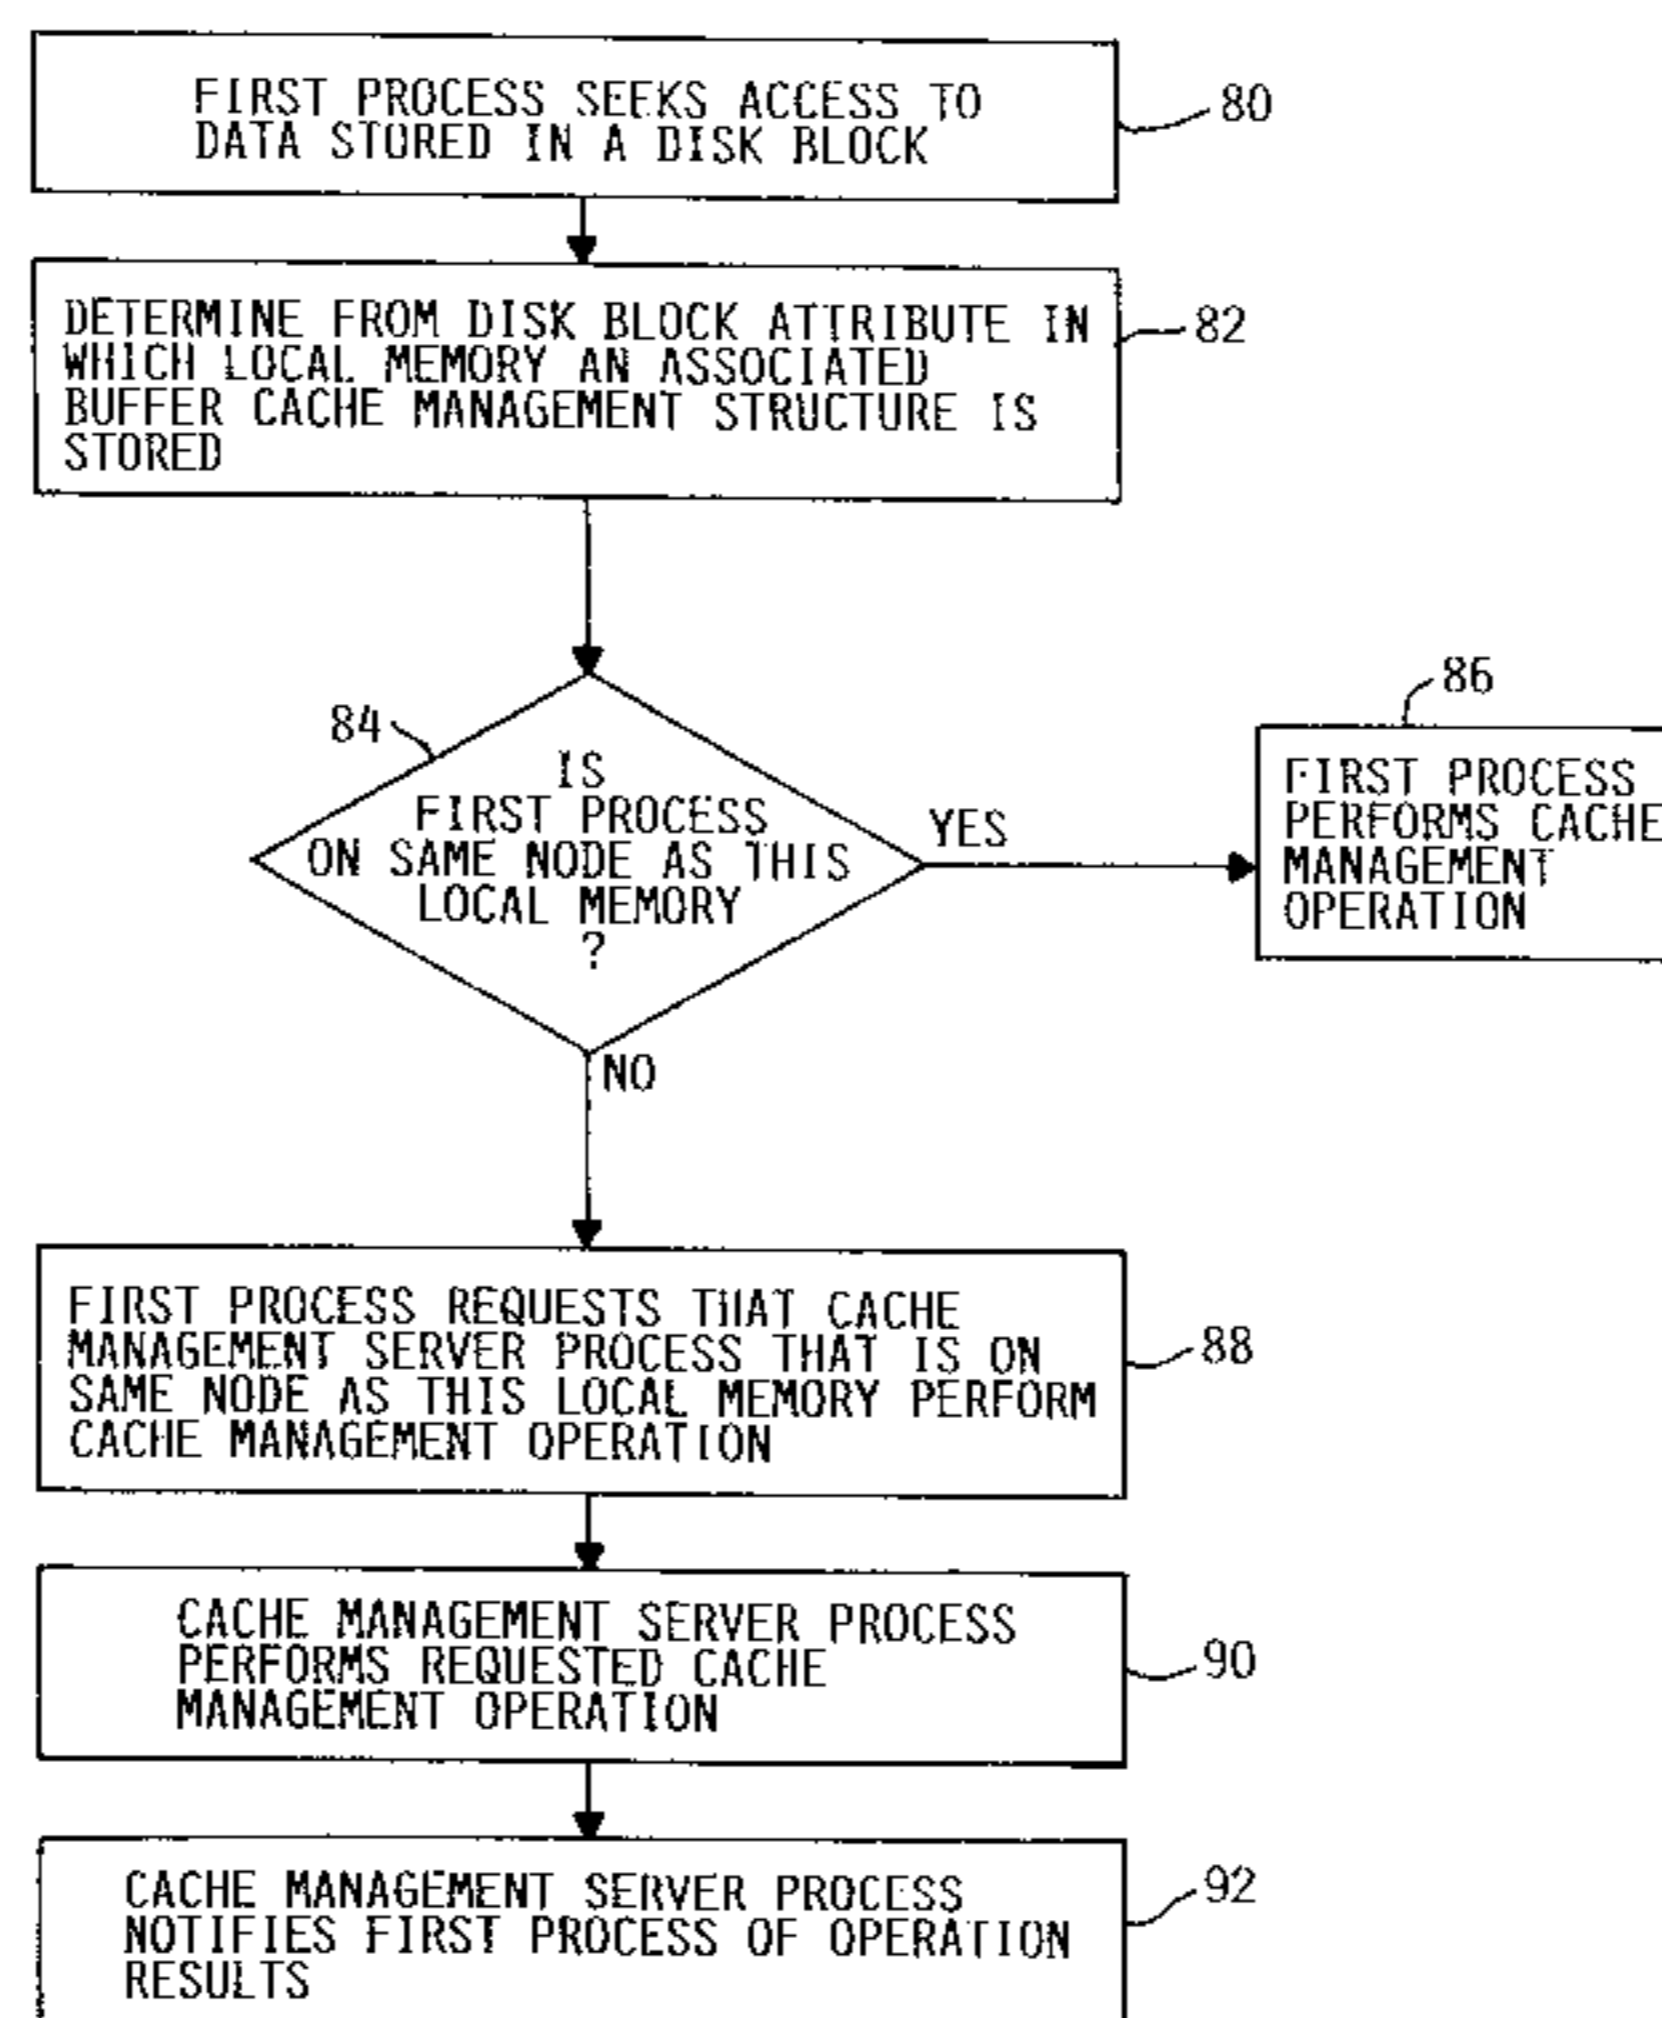 FIRST PROCESS SEEKS ACCESS TO
DATA STORED IN A DISK BLOCK
80
DETERMINE FROM DISK BLOCK ATTRIBUTE IN
WHICH LOCAL MEMORY AN ASSOCIATED
BUFFER CACHE MANAGEMENT STRUCTURE IS
STORED
82
84
IS
FIRST PROCESS
ON SAME NODE AS THIS
LOCAL MEMORY
?
YES
86
FIRST PROCESS
PERFORMS CACHE
MANAGEMENT
OPERATION
NO
FIRST PROCESS REQUESTS THAT CACHE
MANAGEMENT SERVER PROCESS THAT IS ON
SAME NODE AS THIS LOCAL MEMORY PERFORM
CACHE MANAGEMENT OPERATION
88
CACHE MANAGEMENT SERVER PROCESS
PERFORMS REQUESTED CACHE
MANAGEMENT OPERATION
90
CACHE MANAGEMENT SERVER PROCESS
NOTIFIES FIRST PROCESS OF OPERATION
RESULTS
92